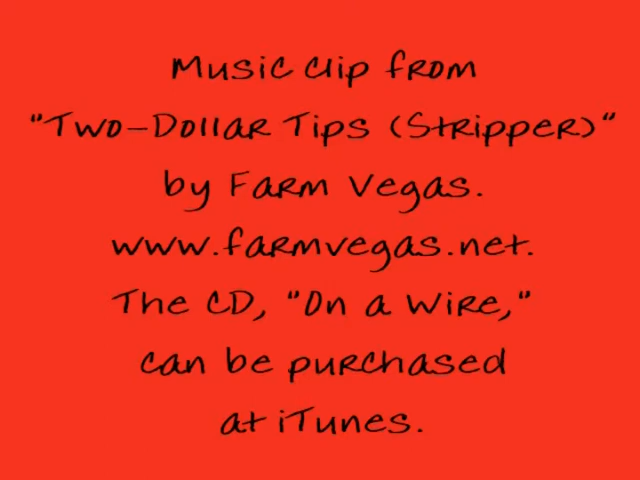 Music clip from
"Two-Dollar Tips (Stripper)"
by Farm Vegas.
www.farmvegas.net.
The CD, "On a Wire,"
can be purchased
at iTunes.